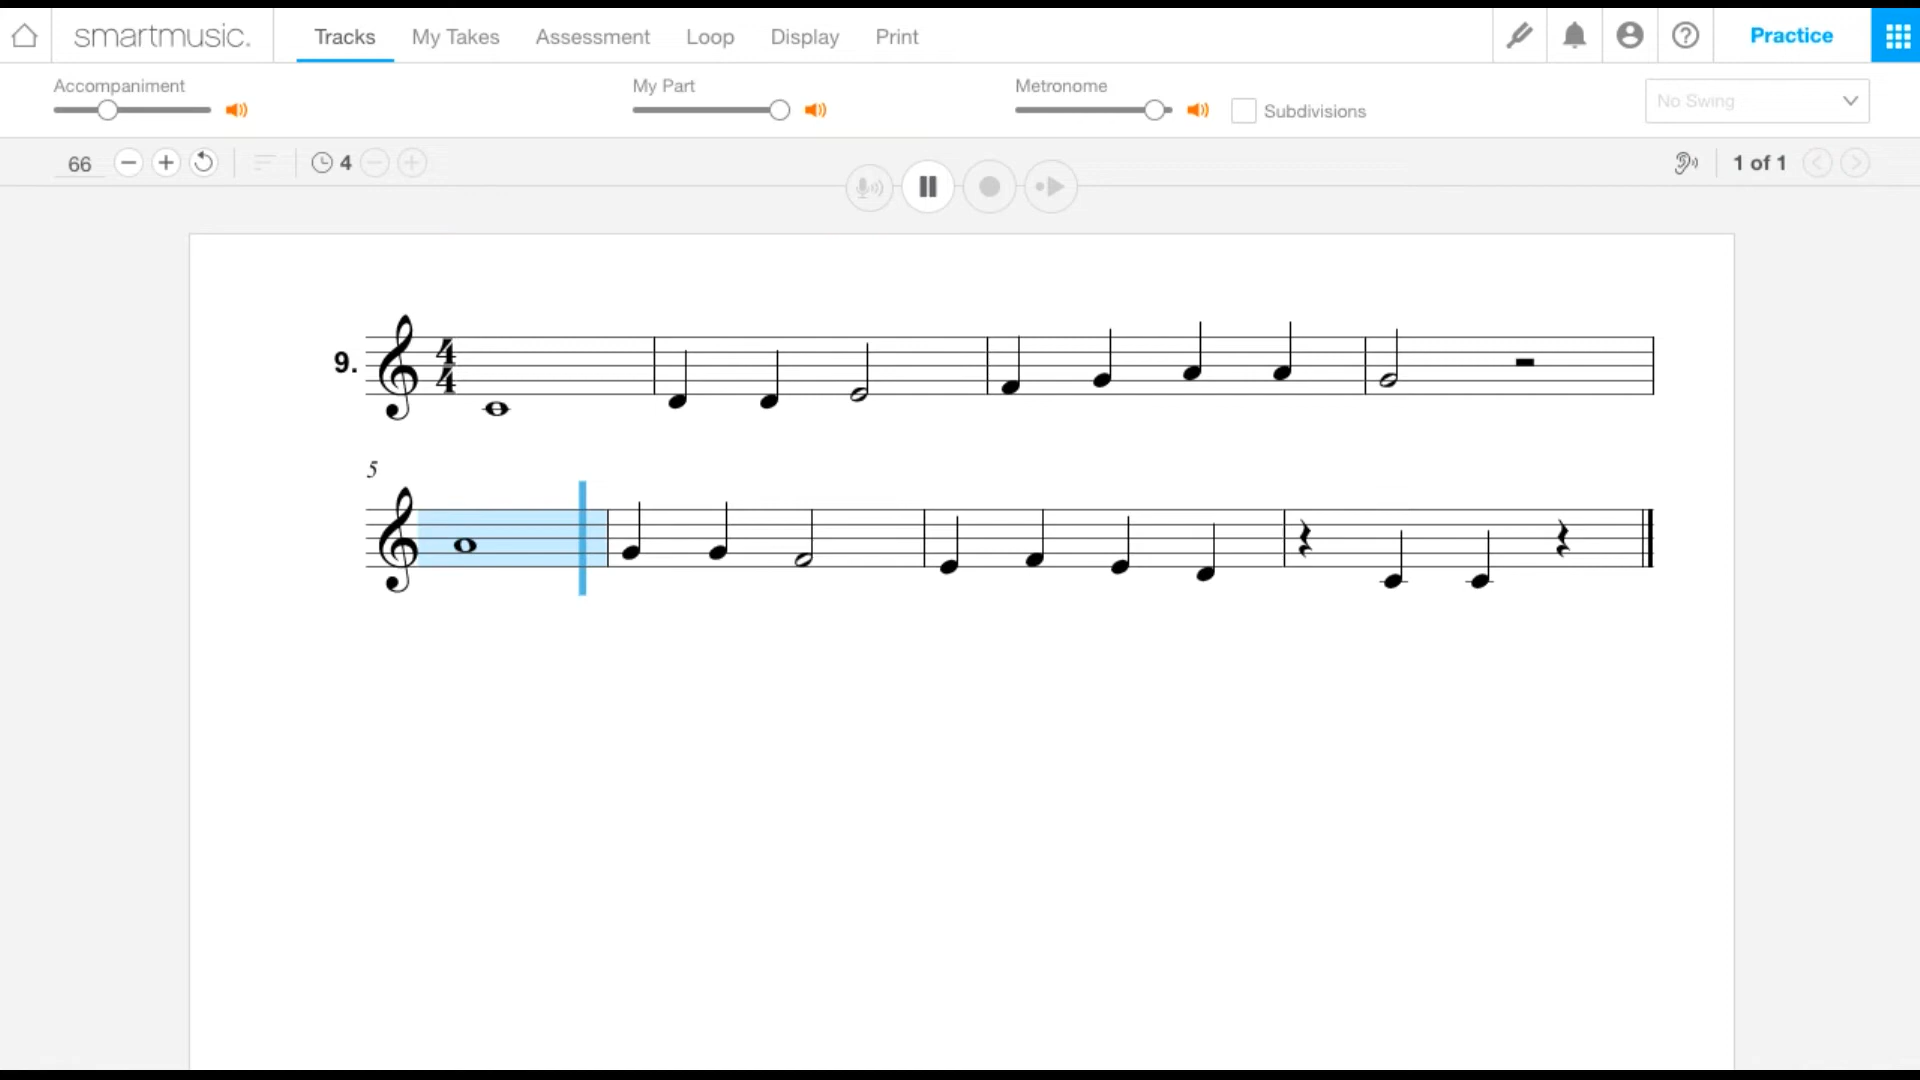 smartmusic. Tracks My Takes Assessment Loop Display Print Practice
Accompaniment My Part Metronome
Subdivisions No Swing
66 4 1 of 1
9. 4 4
5